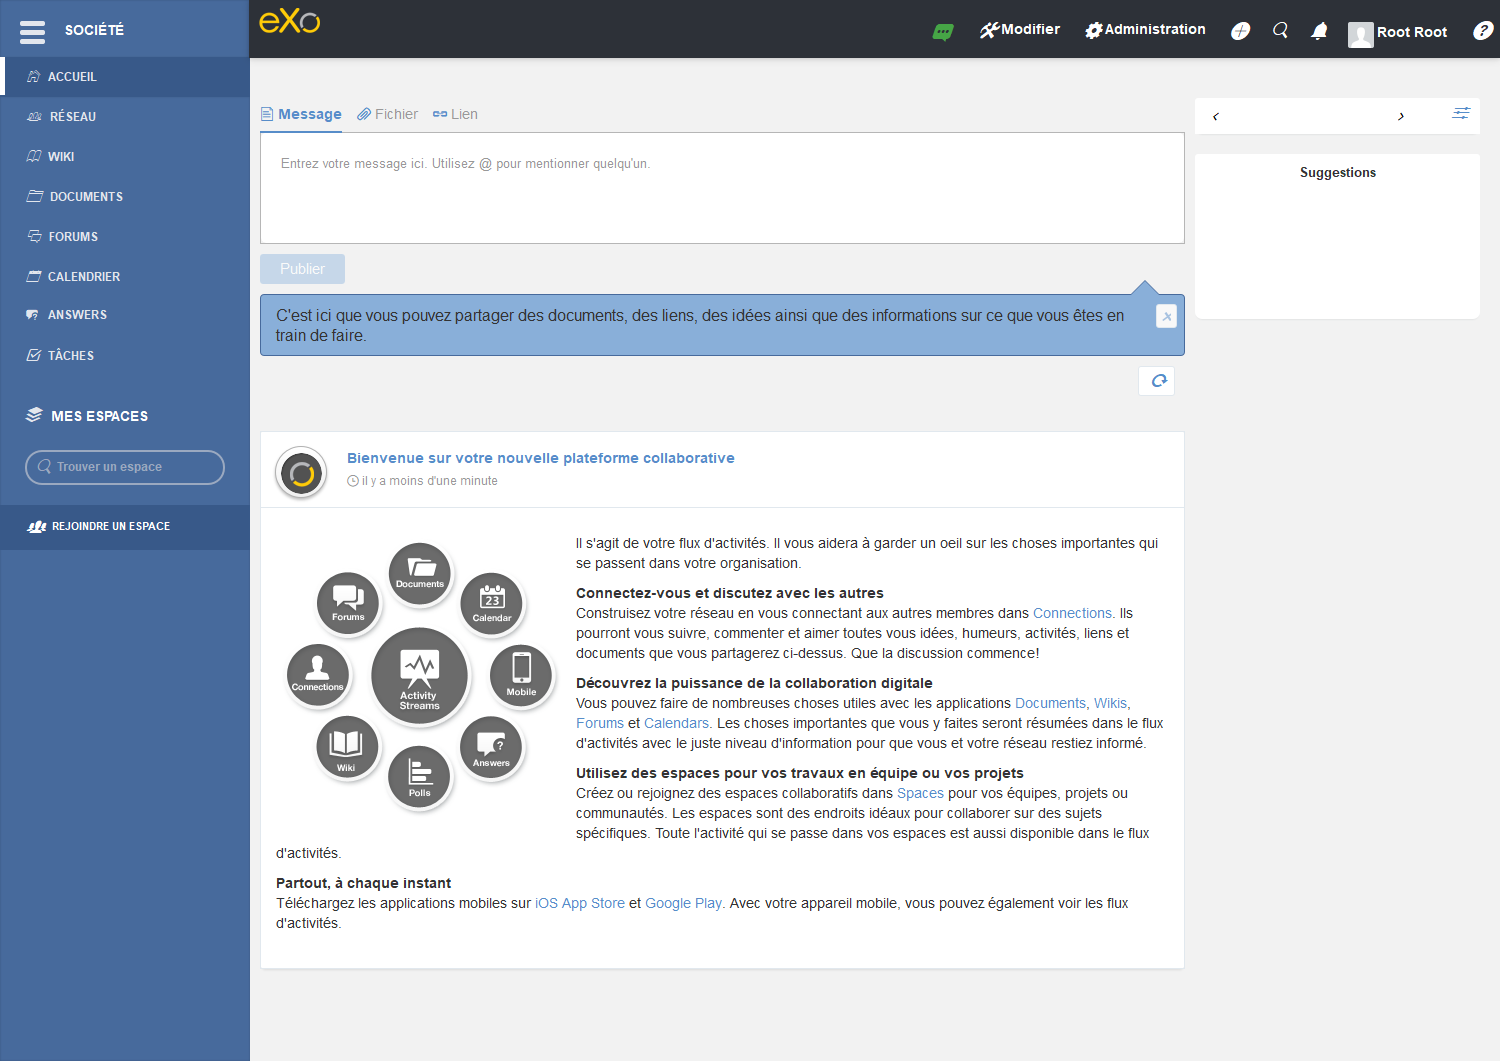 SOCIÉTÉ
eXo
Modifier
Administration
Root Root
?
ACCUEIL
RÉSEAU
WIKI
DOCUMENTS
FORUMS
CALENDRIER
ANSWERS
TÂCHES
MES ESPACES
Trouver un espace
REJOINDRE UN ESPACE
Message
Fichier
Lien
Entrez votre message ici. Utilisez @ pour mentionner quelqu'un.
Publier
C'est ici que vous pouvez partager des documents, des liens, des idées ainsi que des informations sur ce que vous êtes en
train de faire.
Suggestions
Bienvenue sur votre nouvelle plateforme collaborative
il y a moins d'une minute
Documents
Forums
23
Calendar
Connections
Activity
Streams
Mobile
Wiki
?
Answers
Polls
Il s'agit de votre flux d'activités. Il vous aidera à garder un oeil sur les choses importantes qui
se passent dans votre organisation.
Connectez-vous et discutez avec les autres
Construisez votre réseau en vous connectant aux autres membres dans Connections. Ils
pourront vous suivre, commenter et aimer toutes vous idées, humeurs, activités, liens et
documents que vous partagerez ci-dessus. Que la discussion commence!
Découvrez la puissance de la collaboration digitale
Vous pouvez faire de nombreuses choses utiles avec les applications Documents, Wikis,
Forums et Calendars. Les choses importantes que vous y faites seront résumées dans le flux
d'activités avec le juste niveau d'information pour que vous et votre réseau restiez informé.
Utilisez des espaces pour vos travaux en équipe ou vos projets
Créez ou rejoignez des espaces collaboratifs dans Spaces pour vos équipes, projets ou
communautés. Les espaces sont des endroits idéaux pour collaborer sur des sujets
spécifiques. Toute l'activité qui se passe dans vos espaces est aussi disponible dans le flux
d'activités.
Partout, à chaque instant
Téléchargez les applications mobiles sur iOS App Store et Google Play. Avec votre appareil mobile, vous pouvez également voir les flux
d'activités.